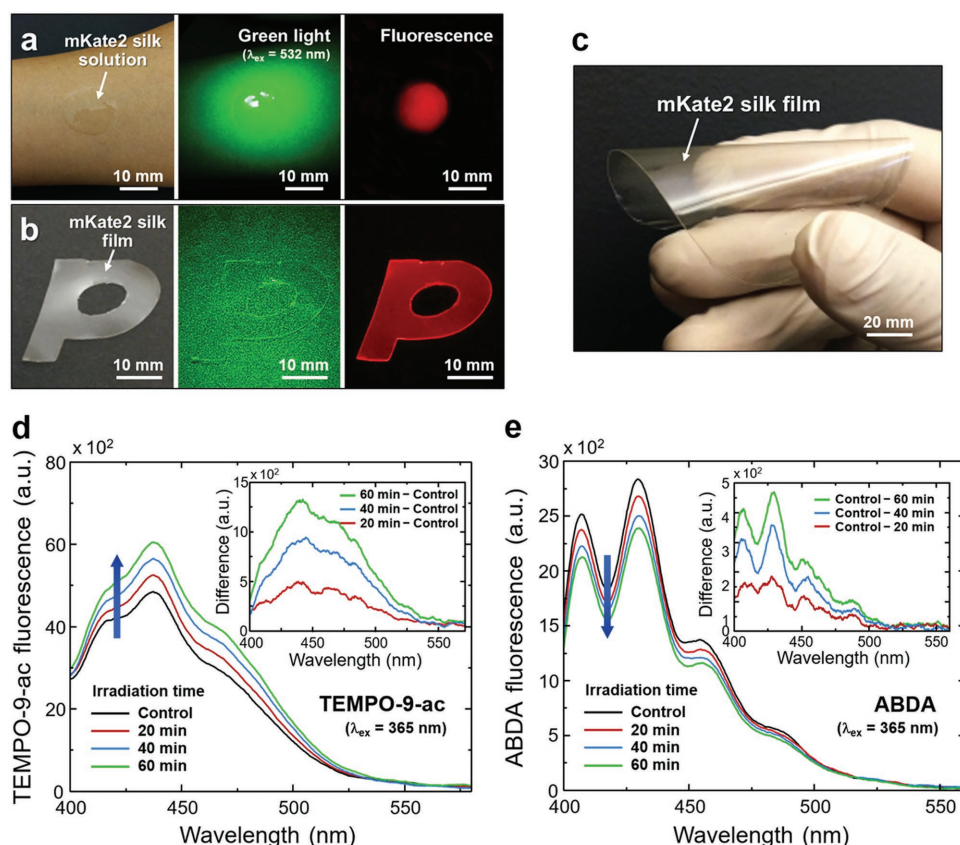 a
mKate2 silk
solution
10 mm
Green light
(λex = 532 nm)
10 mm
Fluorescence
10 mm
b
mKate2 silk
film
10 mm
10 mm
10 mm
c
mKate2 silk film
20 mm
d
× 10²
TEMPO-9-ac fluorescence (a.u.)
80
60
40
20
0
400
450
500
550
Wavelength (nm)
Irradiation time
Control
20 min
40 min
60 min
TEMPO-9-ac
(λex = 365 nm)
× 10²
Difference (a.u.)
15
10
5
0
400
450
500
550
Wavelength (nm)
60 min – Control
40 min – Control
20 min – Control
e
× 10²
ABDA fluorescence (a.u.)
30
25
20
15
10
5
0
400
450
500
550
Wavelength (nm)
Irradiation time
Control
20 min
40 min
60 min
ABDA
(λex = 365 nm)
× 10²
Difference (a.u.)
5
4
3
2
1
0
400
450
500
550
Wavelength (nm)
Control – 60 min
Control – 40 min
Control – 20 min